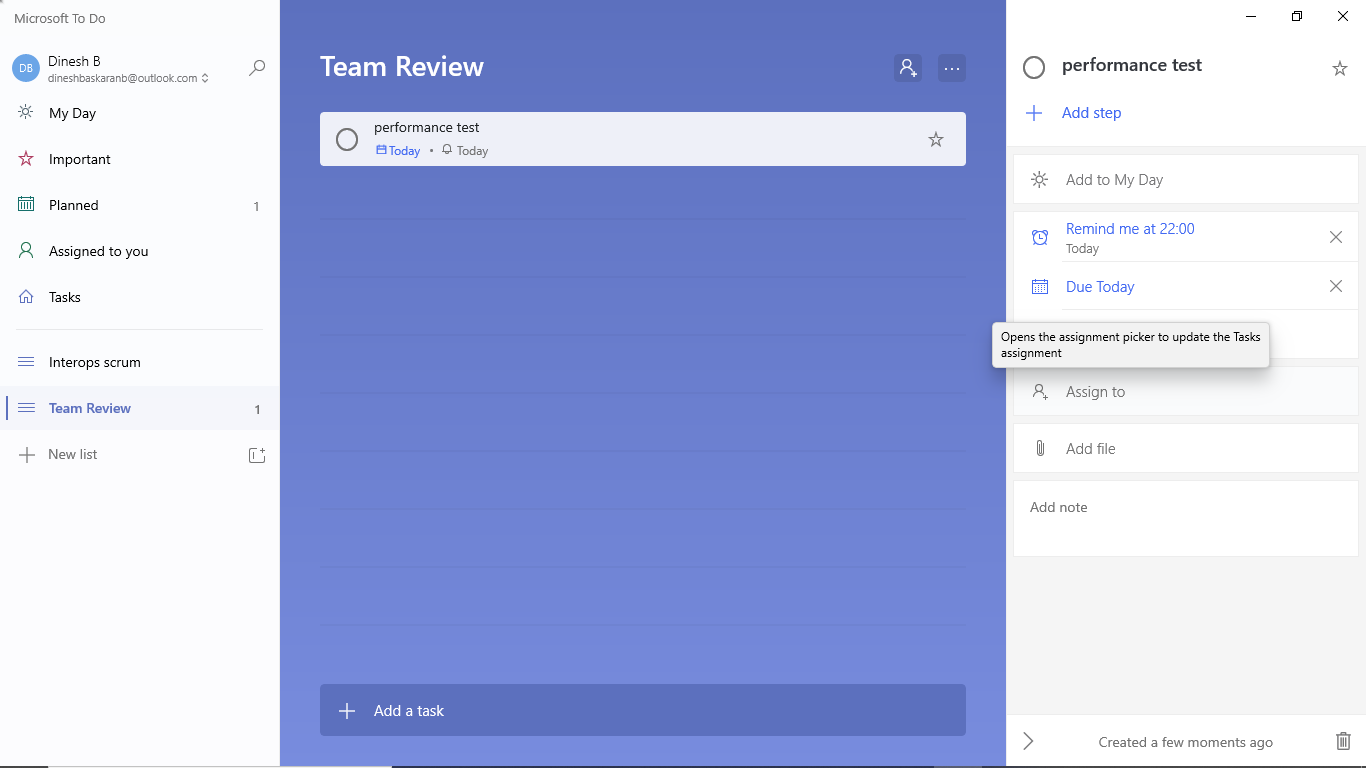 Microsoft To Do
DB
Dinesh B
dineshbaskaranb@outlook.com
My Day
Important
Planned
1
Assigned to you
Tasks
Interops scrum
Team Review
1
New list
Team Review
performance test
Today • Today
Add a task
performance test
Add step
Add to My Day
Remind me at 22:00
Today
Due Today
Opens the assignment picker to update the Tasks
assignment
Assign to
Add file
Add note
Created a few moments ago